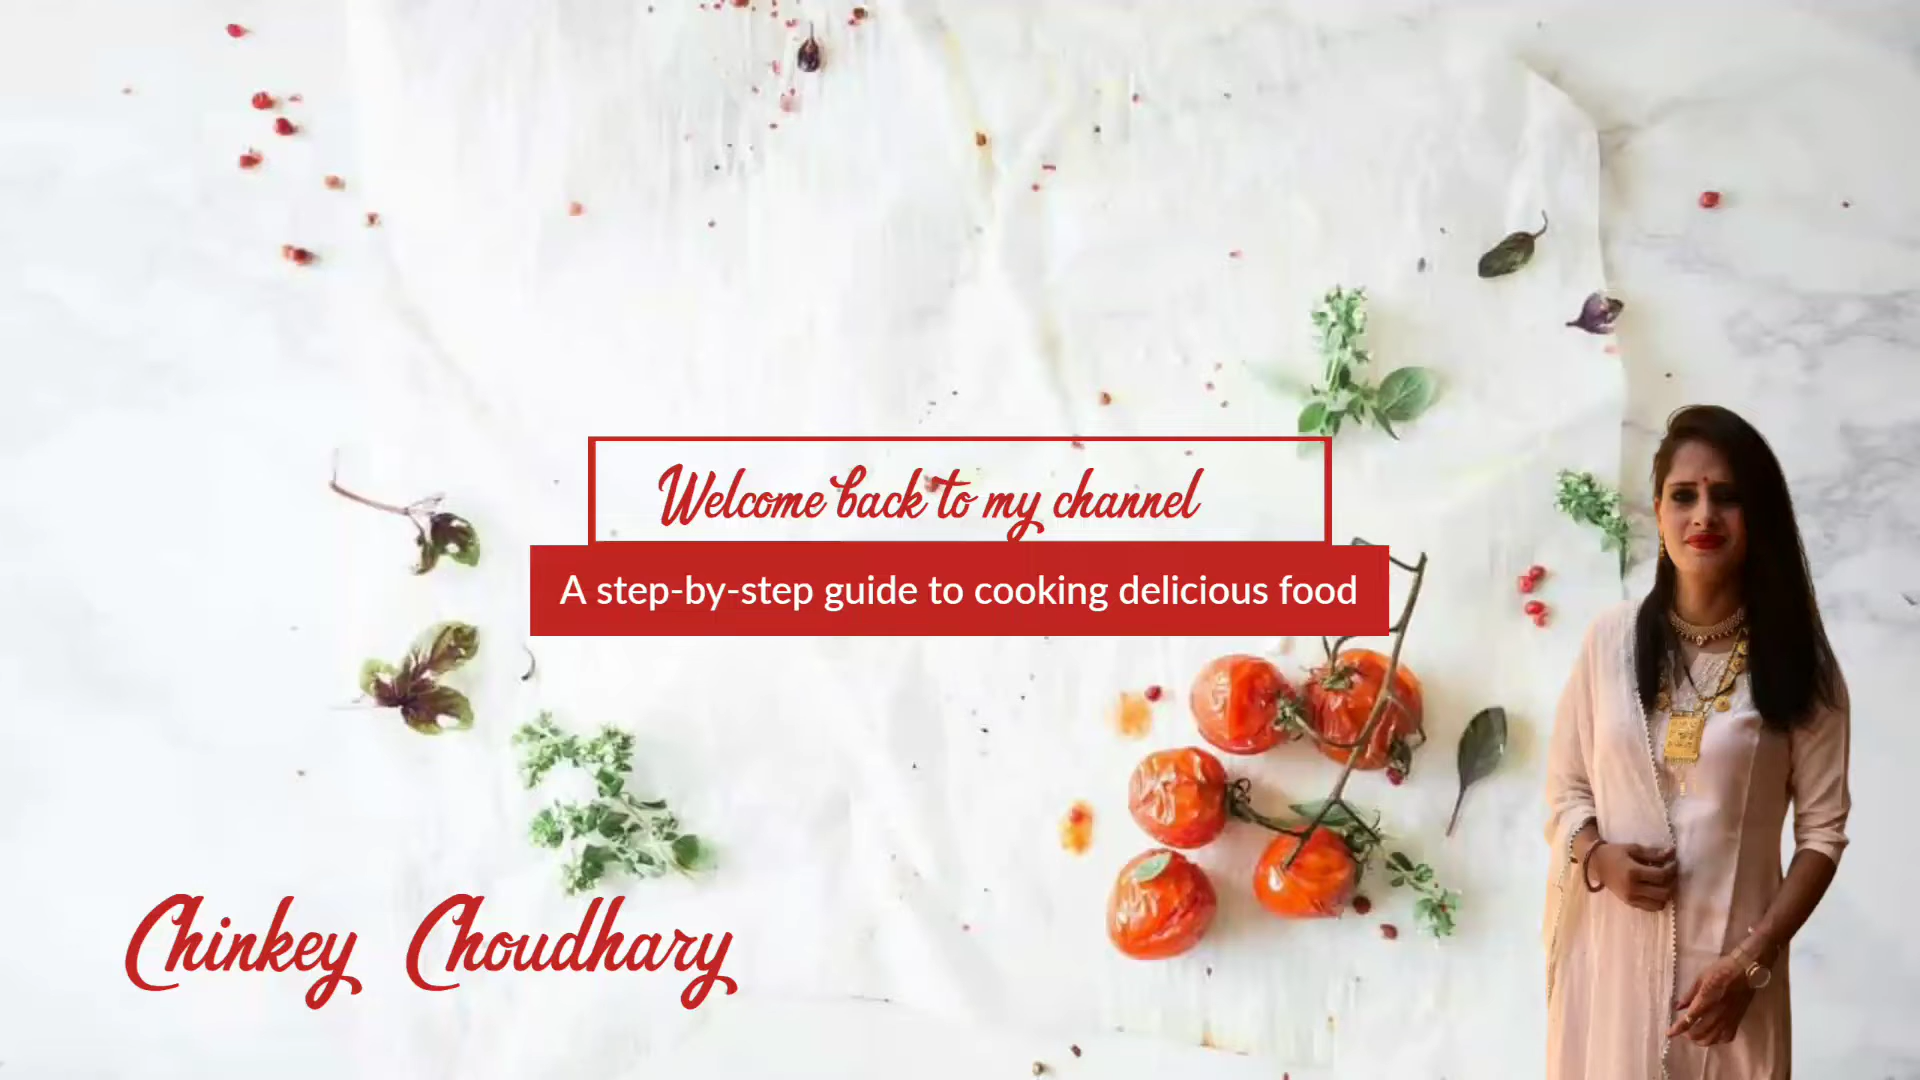 Welcome back to my channel
A step-by-step guide to cooking delicious food
Chinkey Choudhary